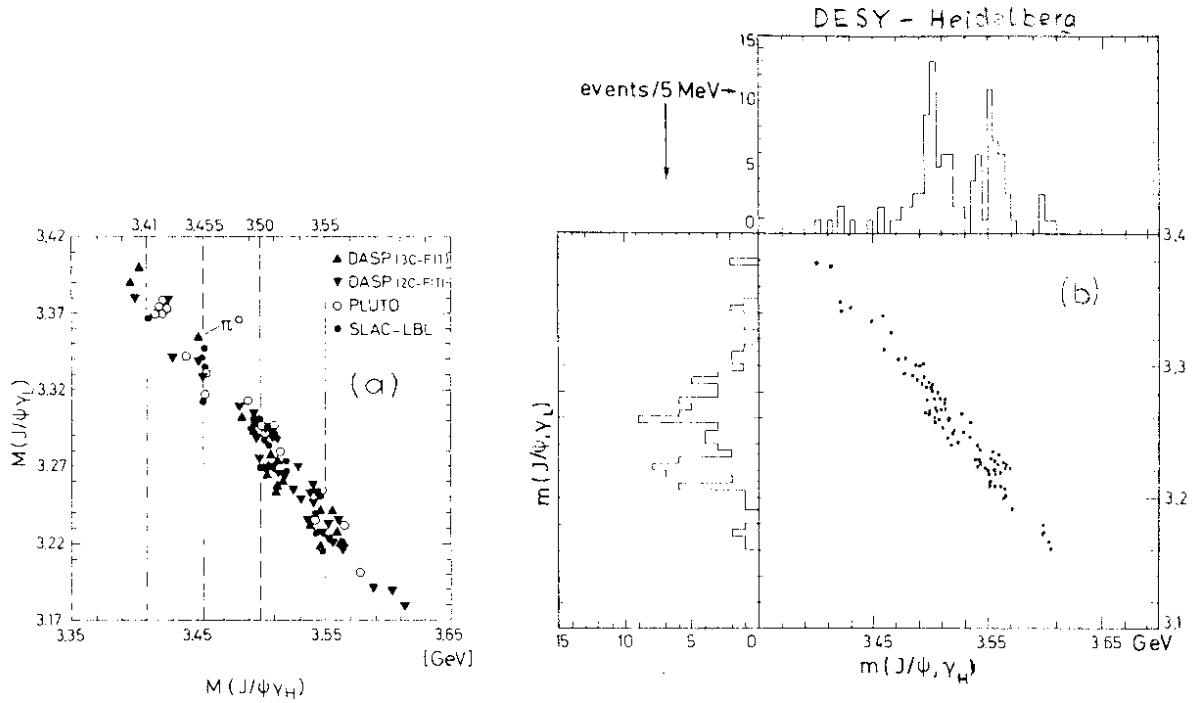 DESY - Heidelberg
15
events/5 MeV
10
5
0
3.41 3.455 3.50 3.55
3.42
▲ DASP (3C-FIT)
▼ DASP (2C-FIT)
○ PLUTO
• SLAC-LBL
π
(a)
3.37
3.32
3.27
3.22
3.17
M(J/ψγL)
3.35 3.45 3.55 3.65
[GeV]
M(J/ψγH)
3.4
(b)
3.3
3.2
3.1
m(J/ψ,γL)
15 10 5 0
3.45 3.55 3.65 GeV
m(J/ψ,γH)